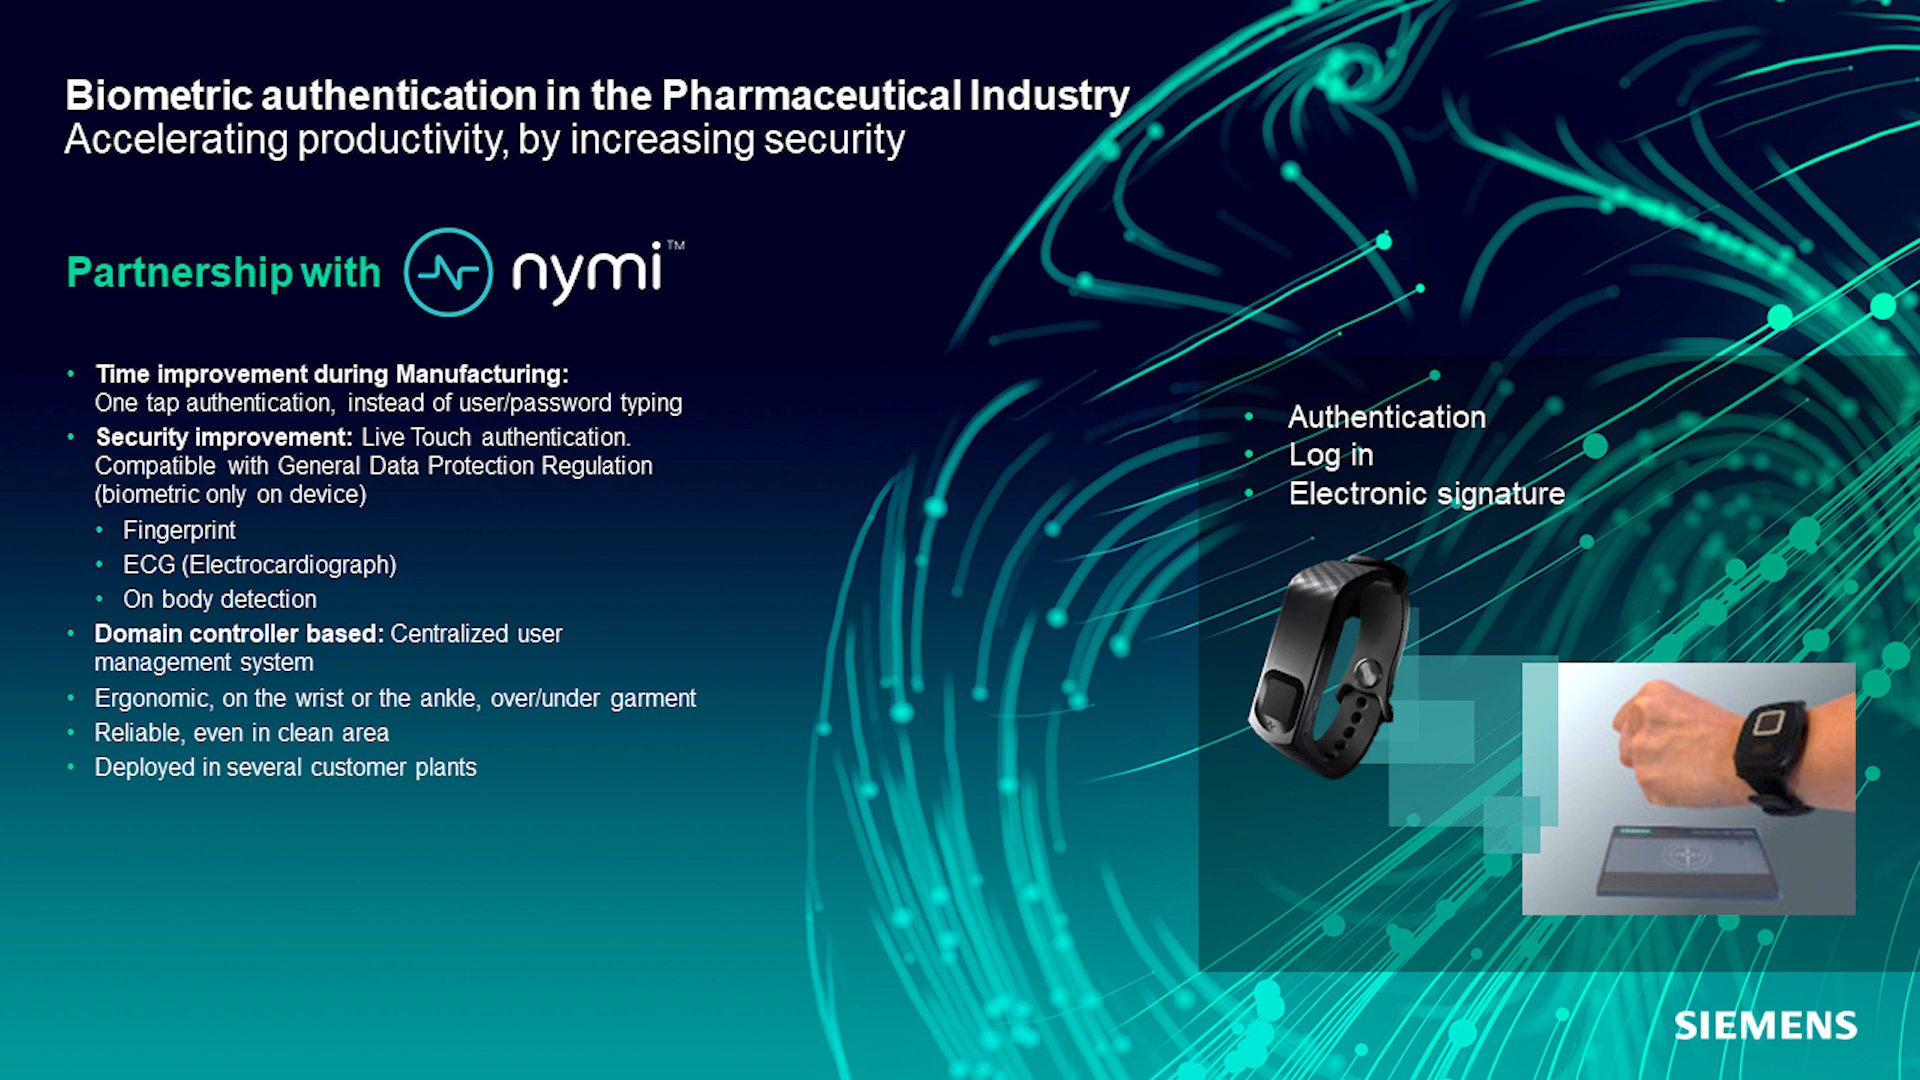 Biometric authentication in the Pharmaceutical Industry
Accelerating productivity, by increasing security
Partnership with nymi™
• Time improvement during Manufacturing:
One tap authentication, instead of user/password typing
• Security improvement: Live Touch authentication.
Compatible with General Data Protection Regulation
(biometric only on device)
• Fingerprint
• ECG (Electrocardiograph)
• On body detection
• Domain controller based: Centralized user
management system
• Ergonomic, on the wrist or the ankle, over/under garment
• Reliable, even in clean area
• Deployed in several customer plants
• Authentication
• Log in
• Electronic signature
SIEMENS